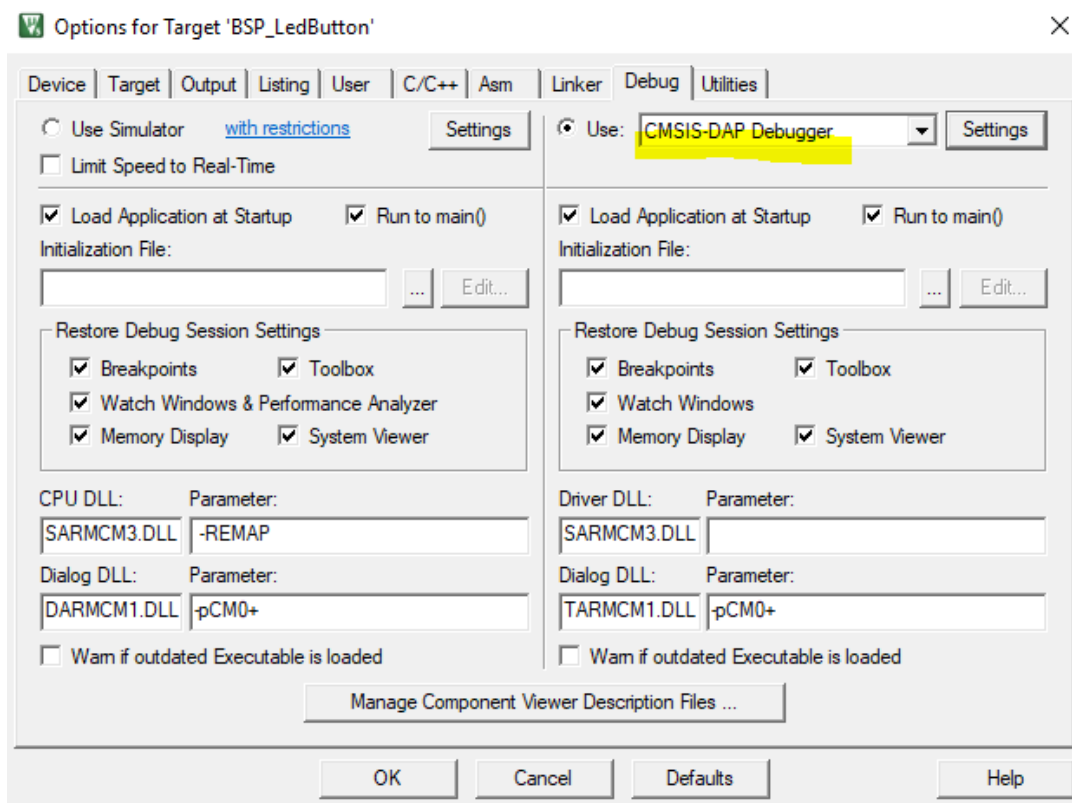 Options for Target 'BSP_LedButton'
Device Target Output Listing User C/C++ Asm Linker Debug Utilities
Use Simulator with restrictions Settings
Limit Speed to Real-Time
Load Application at Startup Run to main()
Initialization File:
... Edit...
Restore Debug Session Settings
Breakpoints Toolbox
Watch Windows & Performance Analyzer
Memory Display System Viewer
CPU DLL: Parameter:
SARMCM3.DLL -REMAP
Dialog DLL: Parameter:
DARMCM1.DLL -pCM0+
Warn if outdated Executable is loaded
Use: CMSIS-DAP Debugger Settings
Load Application at Startup Run to main()
Initialization File:
... Edit...
Restore Debug Session Settings
Breakpoints Toolbox
Watch Windows
Memory Display System Viewer
Driver DLL: Parameter:
SARMCM3.DLL
Dialog DLL: Parameter:
TARMCM1.DLL -pCM0+
Warn if outdated Executable is loaded
Manage Component Viewer Description Files ...
OK Cancel Defaults Help